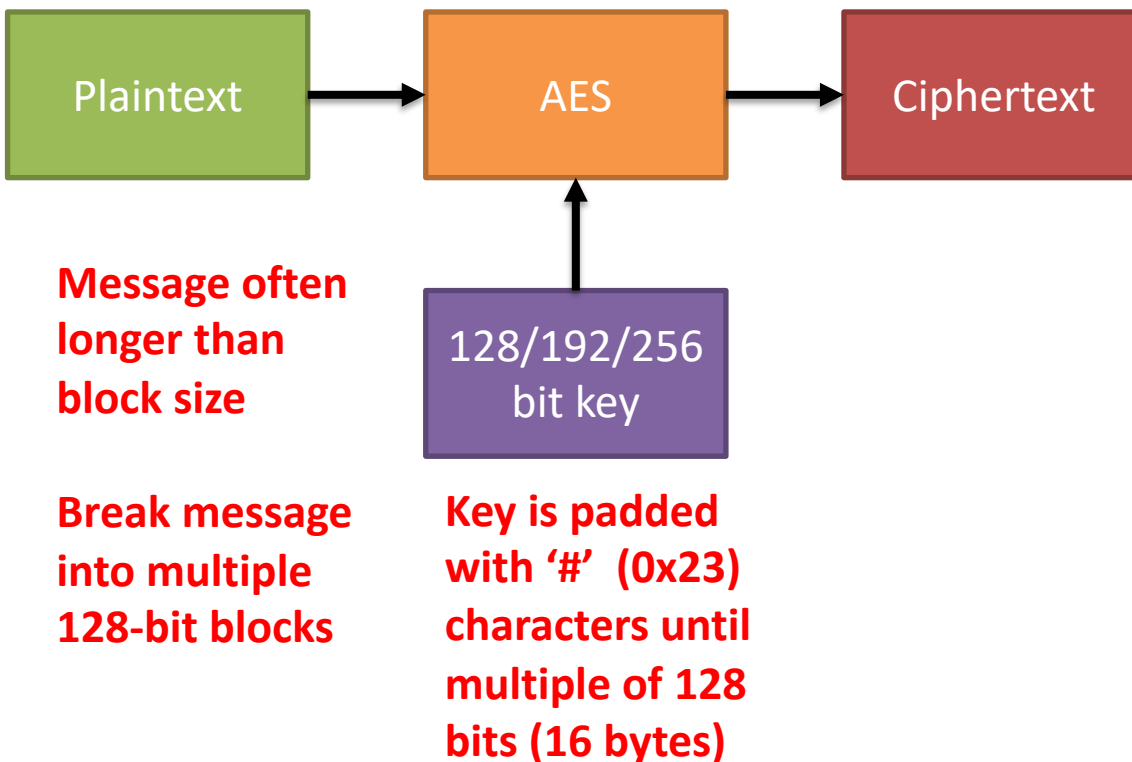 Plaintext
AES
Ciphertext
Message often
longer than
block size
128/192/256
bit key
Break message
into multiple
128-bit blocks
Key is padded
with ‘#’ (0x23)
characters until
multiple of 128
bits (16 bytes)